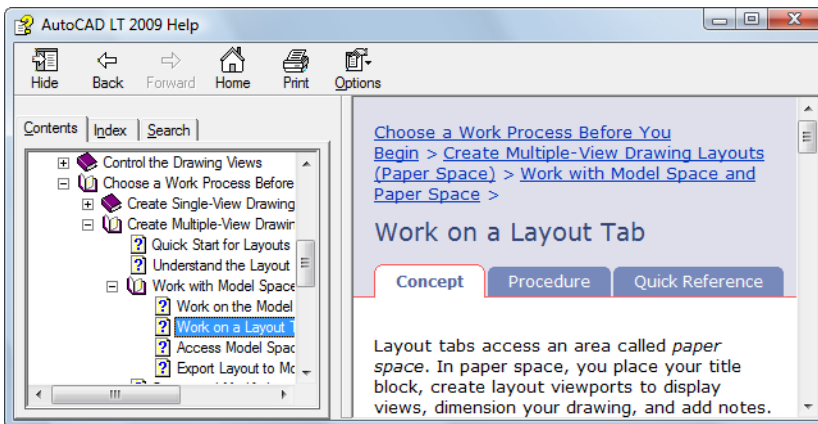 AutoCAD LT 2009 Help
Hide Back Forward Home Print Options
Contents Index Search
Control the Drawing Views
Choose a Work Process Before
Create Single-View Drawing
Create Multiple-View Drawin
Quick Start for Layouts
Understand the Layout
Work with Model Space
Work on the Model
Work on a Layout T
Access Model Spac
Export Layout to Mo
Choose a Work Process Before You
Begin > Create Multiple-View Drawing Layouts
(Paper Space) > Work with Model Space and
Paper Space >
Work on a Layout Tab
Concept Procedure Quick Reference
Layout tabs access an area called paper
space. In paper space, you place your title
block, create layout viewports to display
views, dimension your drawing, and add notes.